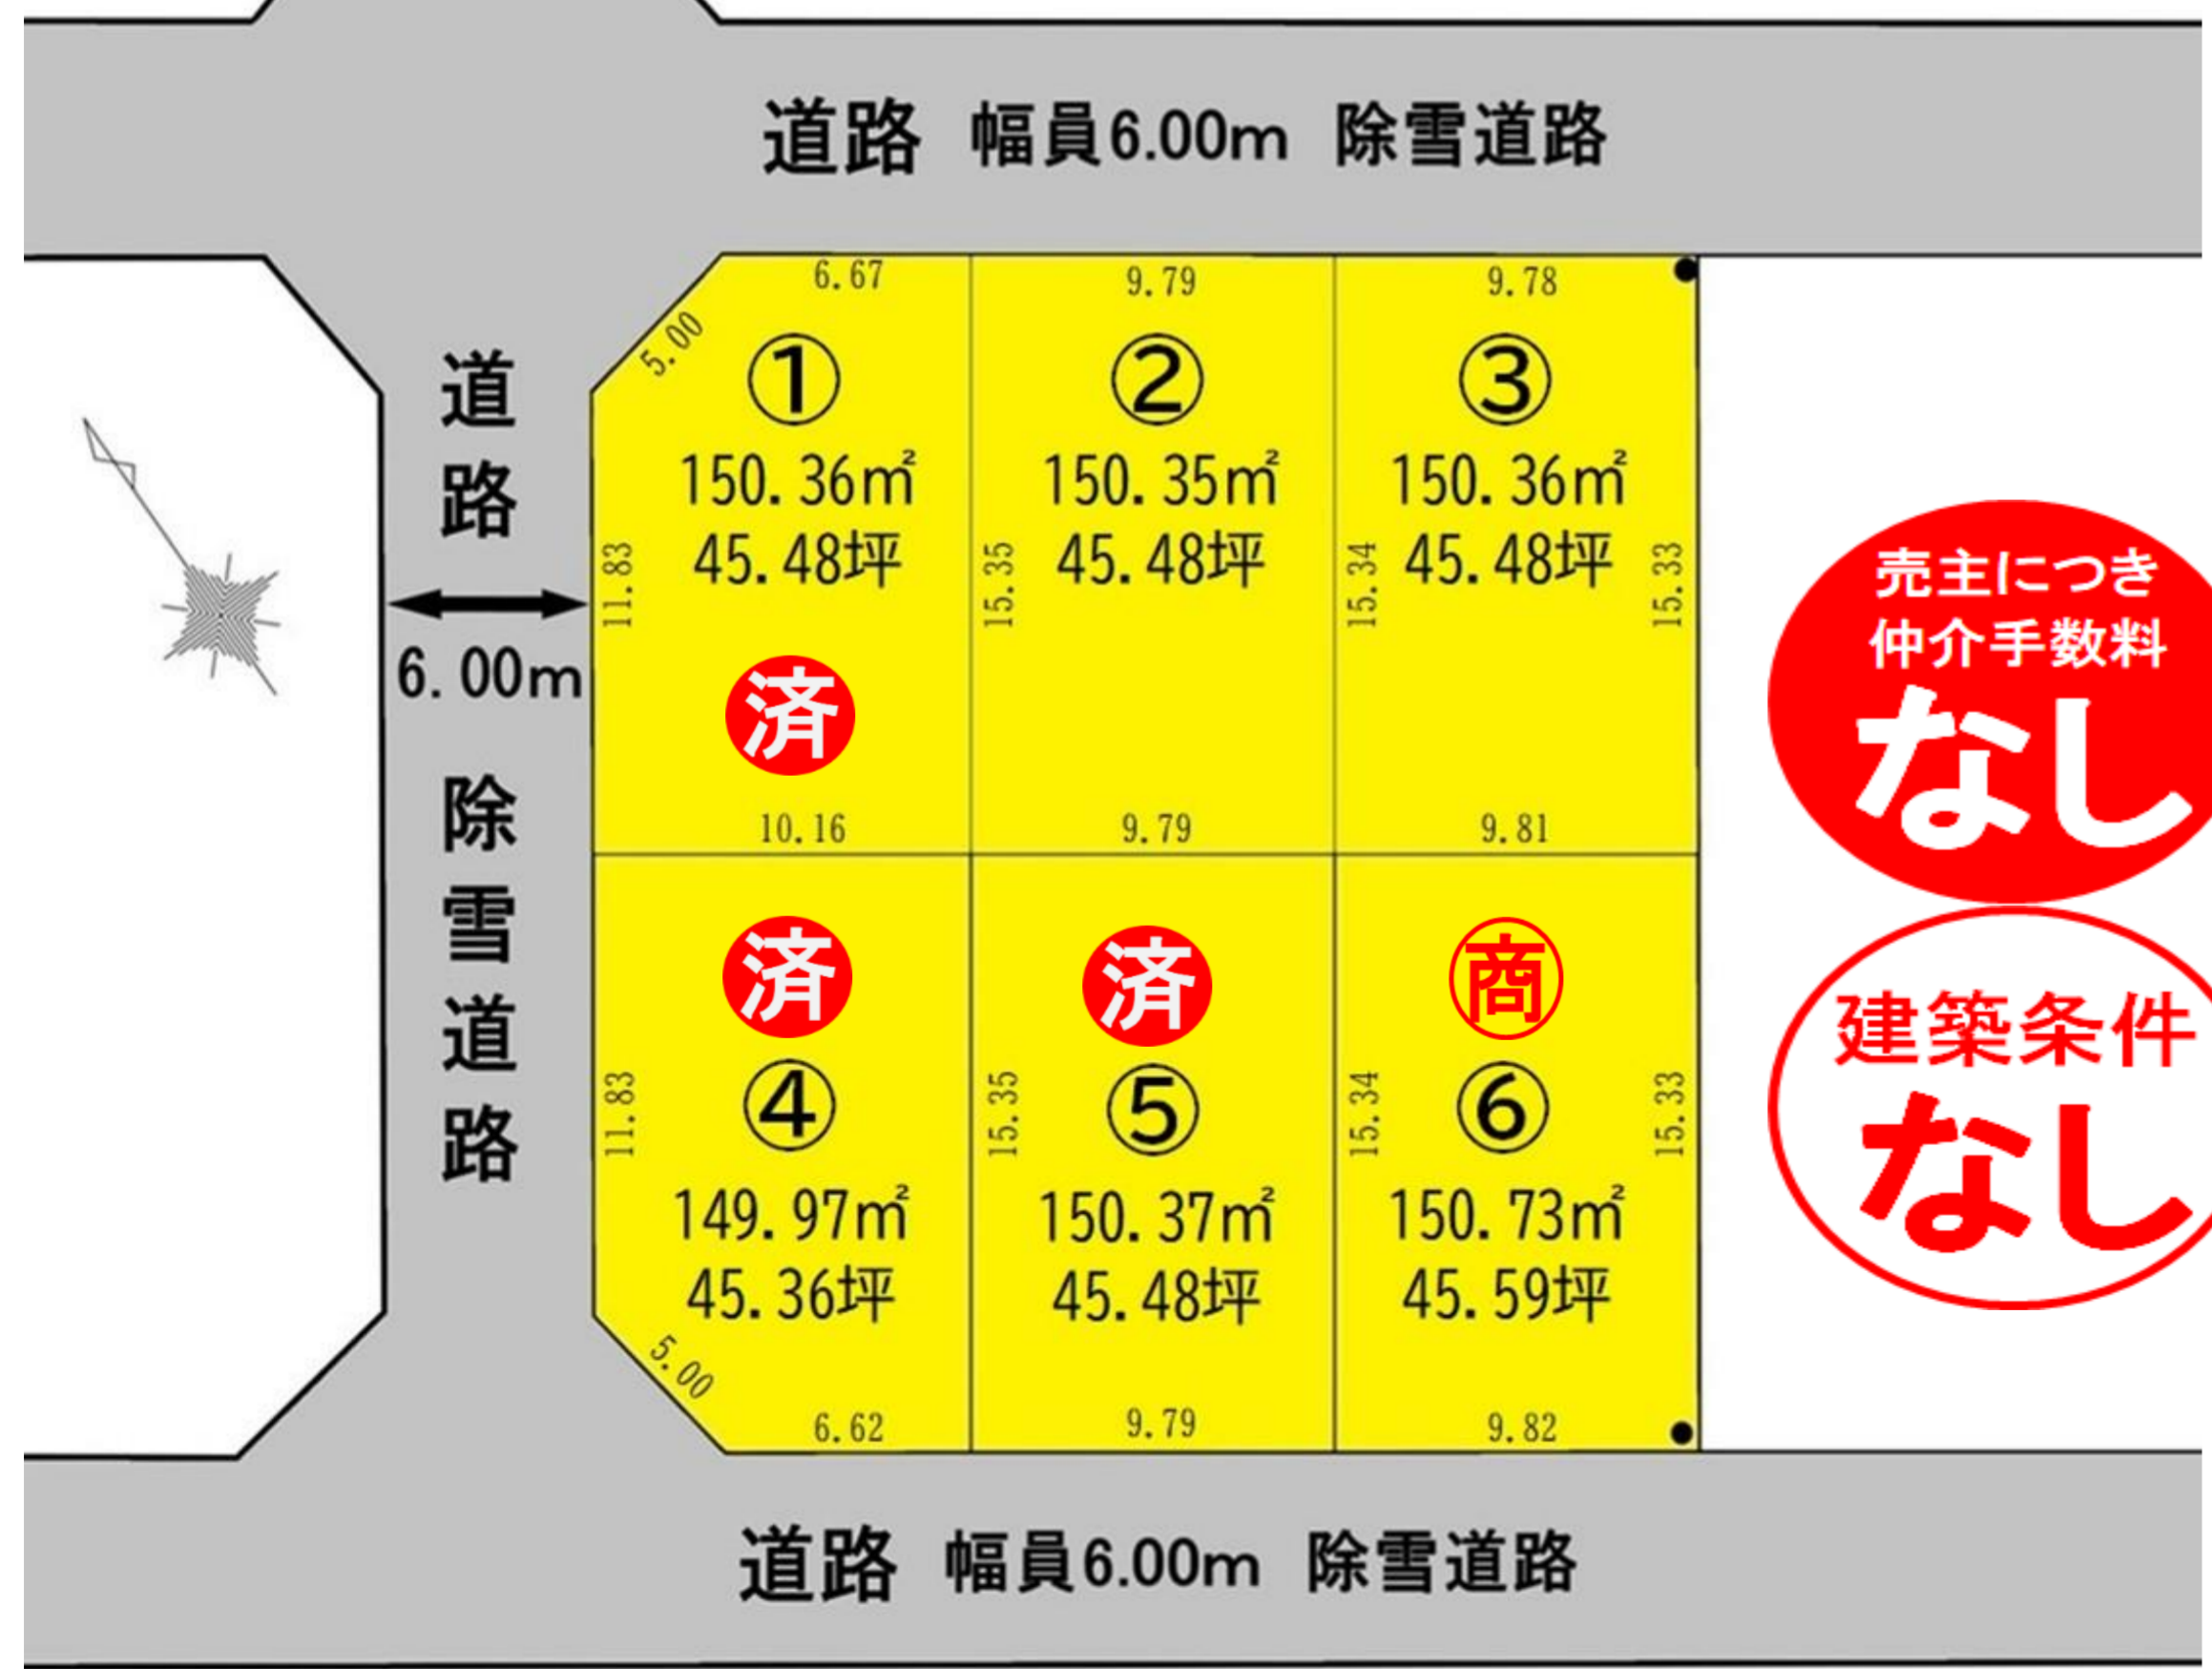 道路 幅員6.00m 除雪道路
道路
6.00m
除雪道路
6.67
5.00
①
150.36㎡
45.48坪
11.83
済
10.16
9.79
②
150.35㎡
45.48坪
15.35
9.79
9.78
③
150.36㎡
45.48坪
15.34
15.33
9.81
済
④
11.83
149.97㎡
45.36坪
5.00
6.62
済
⑤
15.35
150.37㎡
45.48坪
9.79
商
⑥
15.34
15.33
150.73㎡
45.59坪
9.82
売主につき
仲介手数料
なし
建築条件
なし
道路 幅員6.00m 除雪道路